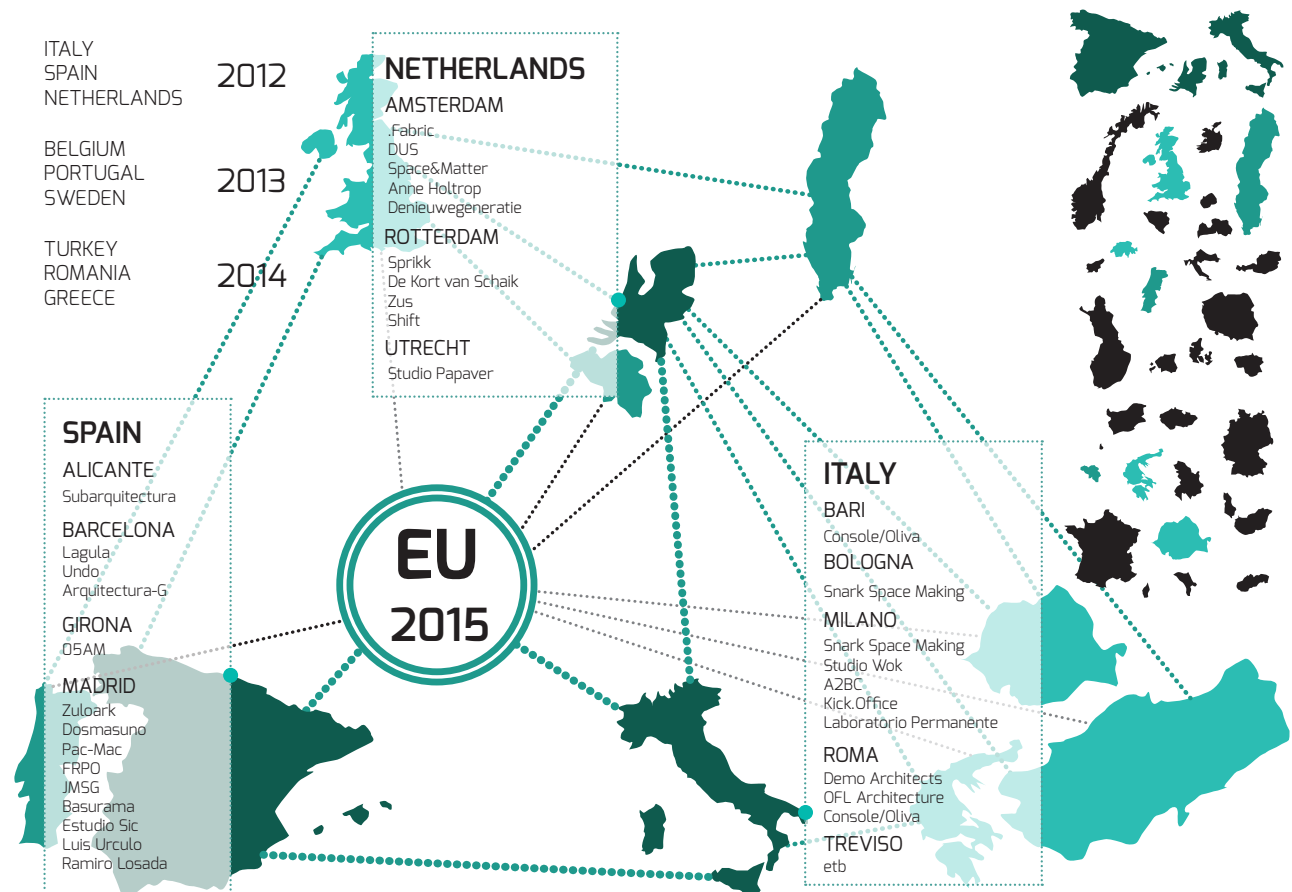 ITALY
SPAIN
NETHERLANDS
2012
BELGIUM
PORTUGAL
SWEDEN
2013
TURKEY
ROMANIA
GREECE
2014
NETHERLANDS
AMSTERDAM
.Fabric
DUS
Space&Matter
Anne Holtrop
Denieuwegeneratie
ROTTERDAM
Sprikk
De Kort van Schaik
Zus
Shift
UTRECHT
Studio Papaver
SPAIN
ALICANTE
Subarquitectura
BARCELONA
Lagula
Undo
Arquitectura-G
GIRONA
05AM
MADRID
Zuloark
Dosmasuno
Pac-Mac
FRPO
JMSG
Basurama
Estudio Sic
Luis Urculo
Ramiro Losada
EU
2015
ITALY
BARI
Console/Oliva
BOLOGNA
Snark Space Making
MILANO
Snark Space Making
Studio Wok
A2BC
Kick.Office
Laboratorio Permanente
ROMA
Demo Architects
OFL Architecture
Console/Oliva
TREVISO
etb